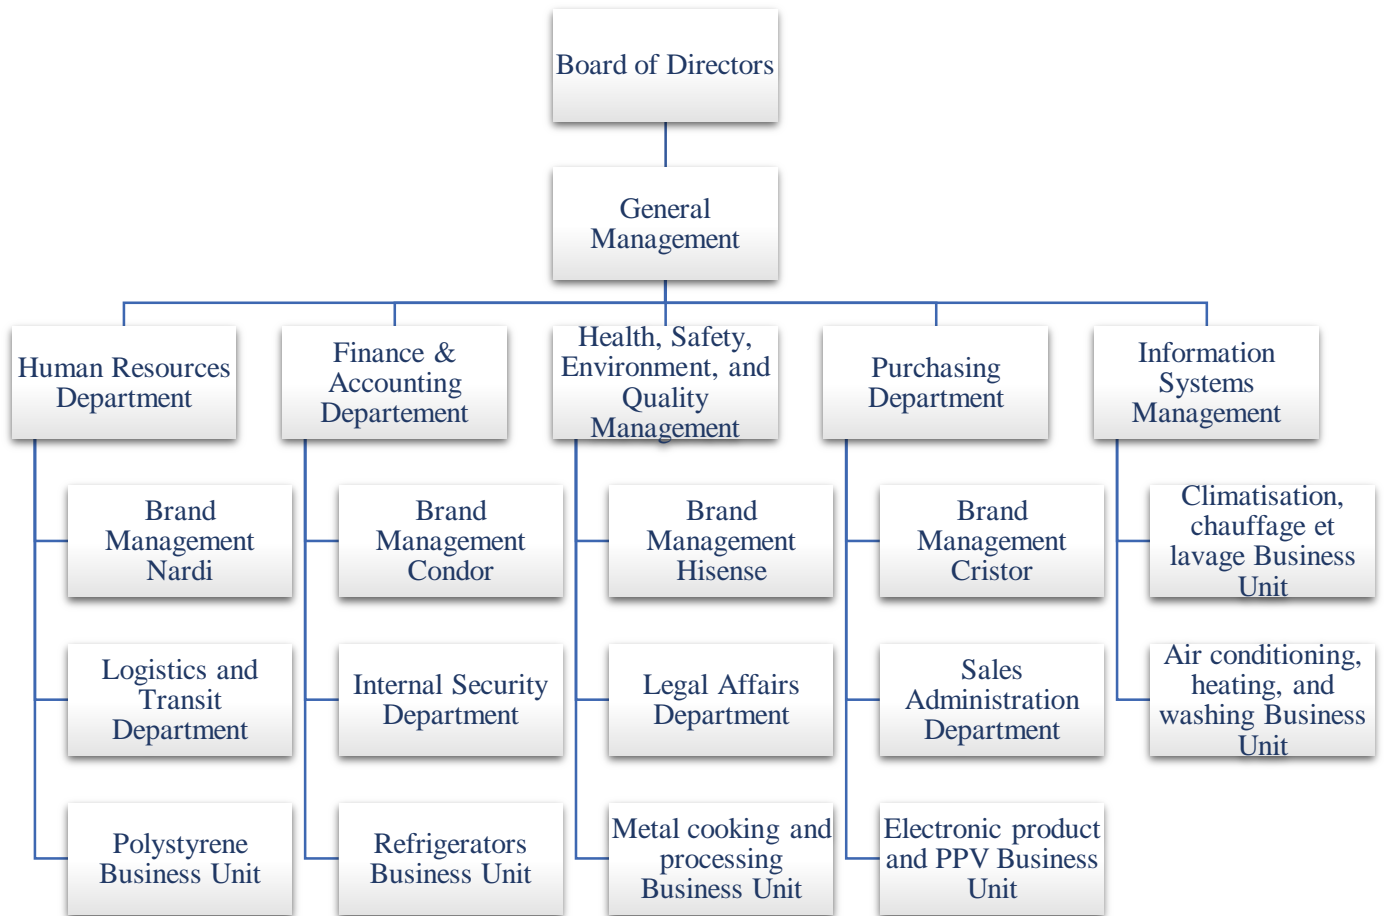 Board of Directors
General
Management
Human Resources
Department
Finance &
Accounting
Departement
Health, Safety,
Environment, and
Quality
Management
Purchasing
Department
Information
Systems
Management
Brand
Management
Nardi
Brand
Management
Condor
Brand
Management
Hisense
Brand
Management
Cristor
Climatisation,
chauffage et
lavage Business
Unit
Logistics and
Transit
Department
Internal Security
Department
Legal Affairs
Department
Sales
Administration
Department
Air conditioning,
heating, and
washing Business
Unit
Polystyrene
Business Unit
Refrigerators
Business Unit
Metal cooking and
processing
Business Unit
Electronic product
and PPV Business
Unit